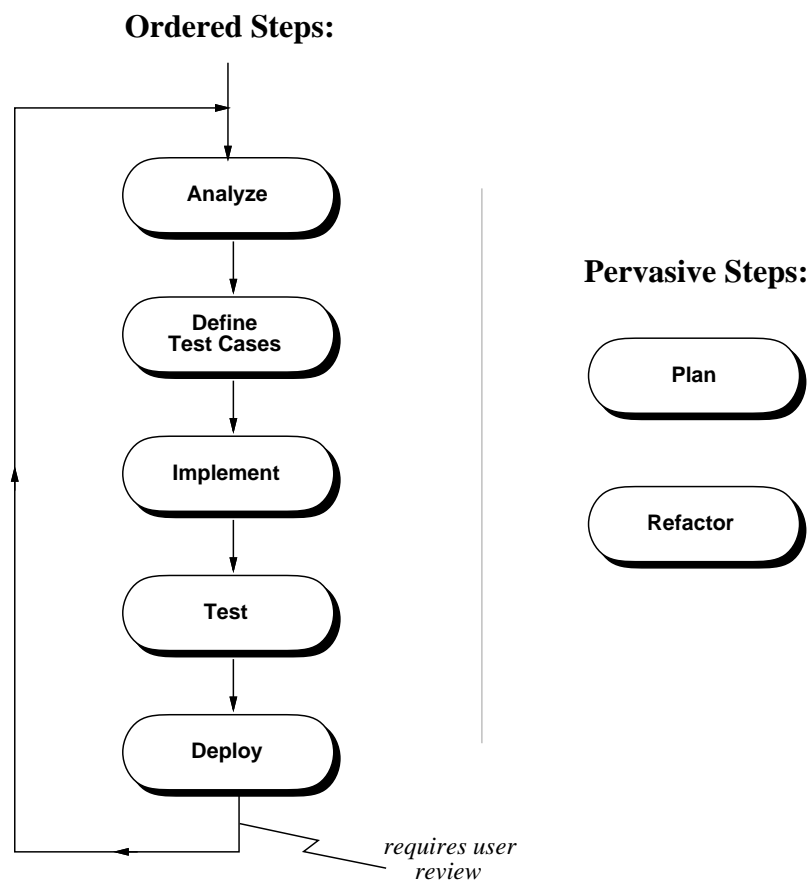 Ordered Steps:
Analyze
Define
Test Cases
Implement
Test
Deploy
requires user
review
Pervasive Steps:
Plan
Refactor